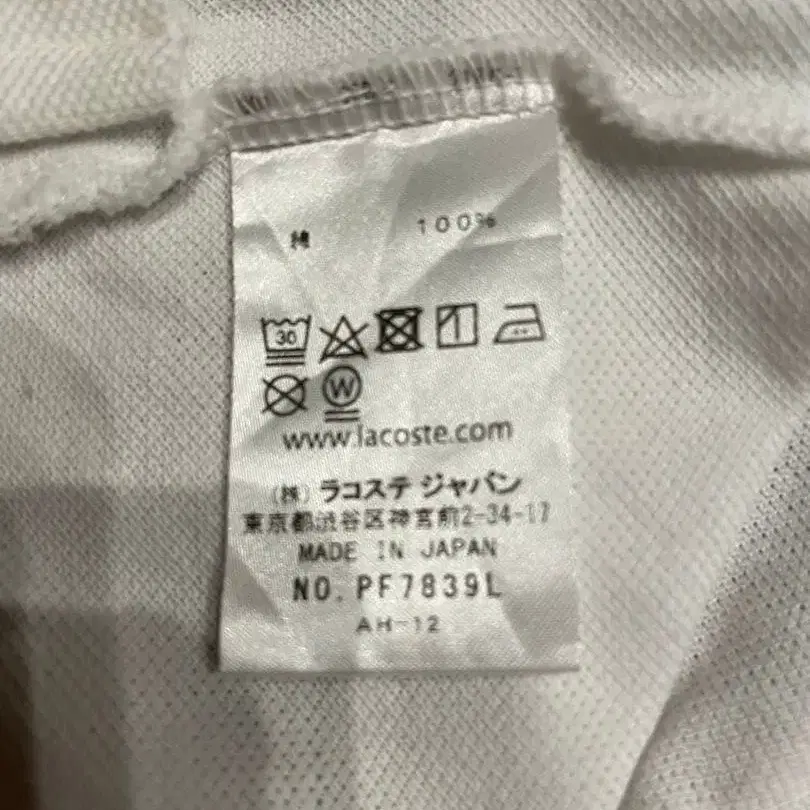 綿 100%
30
W
www.lacoste.com
(株) ラコステ ジャパン
東京都渋谷区神宮前2-34-17
MADE IN JAPAN
NO. PF7839L
AH-12